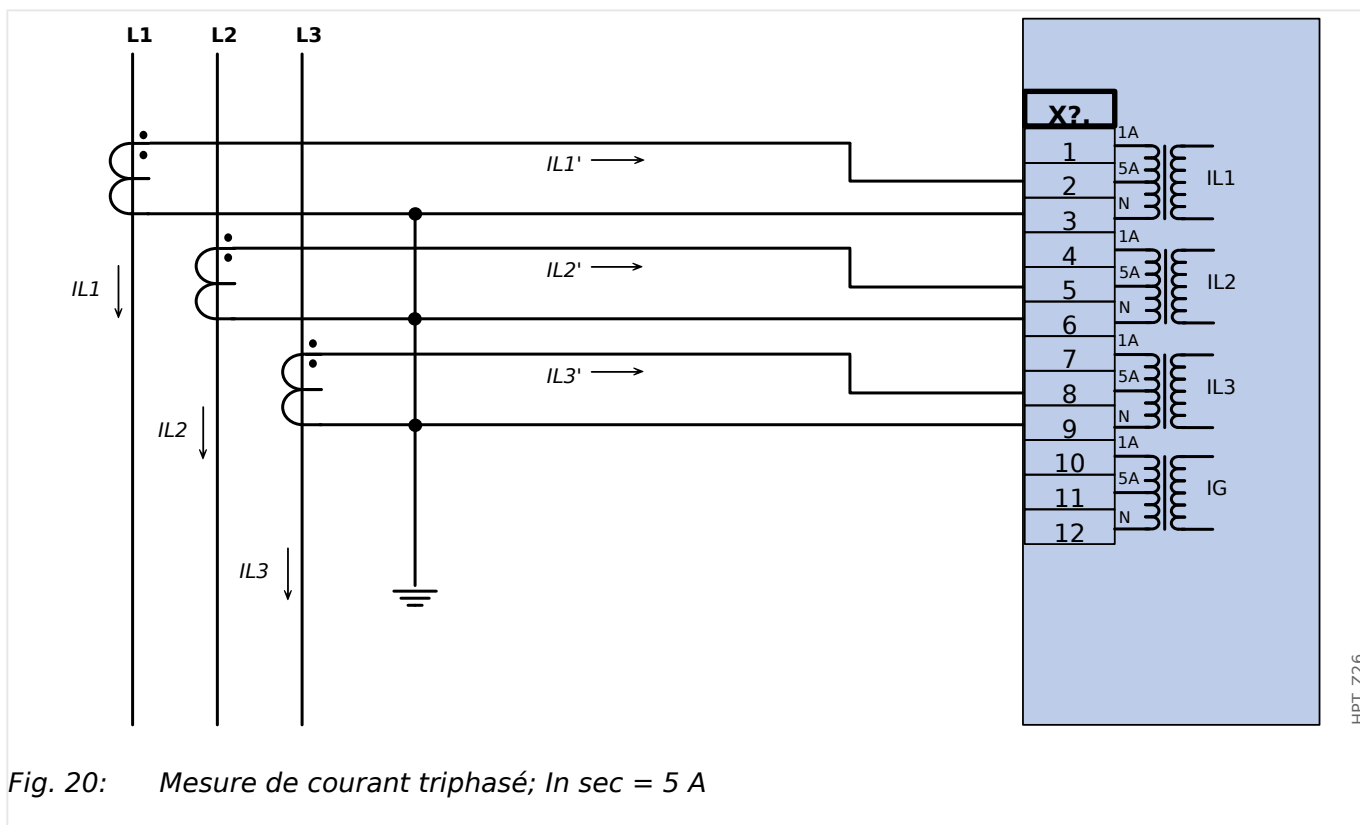 L1 L2 L3
X?.
1 1A
2 5A IL1
3 N
4 1A
5 5A IL2
6 N
7 1A
8 5A IL3
9 N
10 1A
11 5A IG
12 N
IL1'
IL2'
IL3'
IL1
IL2
IL3
HPT_Z26
Fig. 20: Mesure de courant triphasé; In sec = 5 A